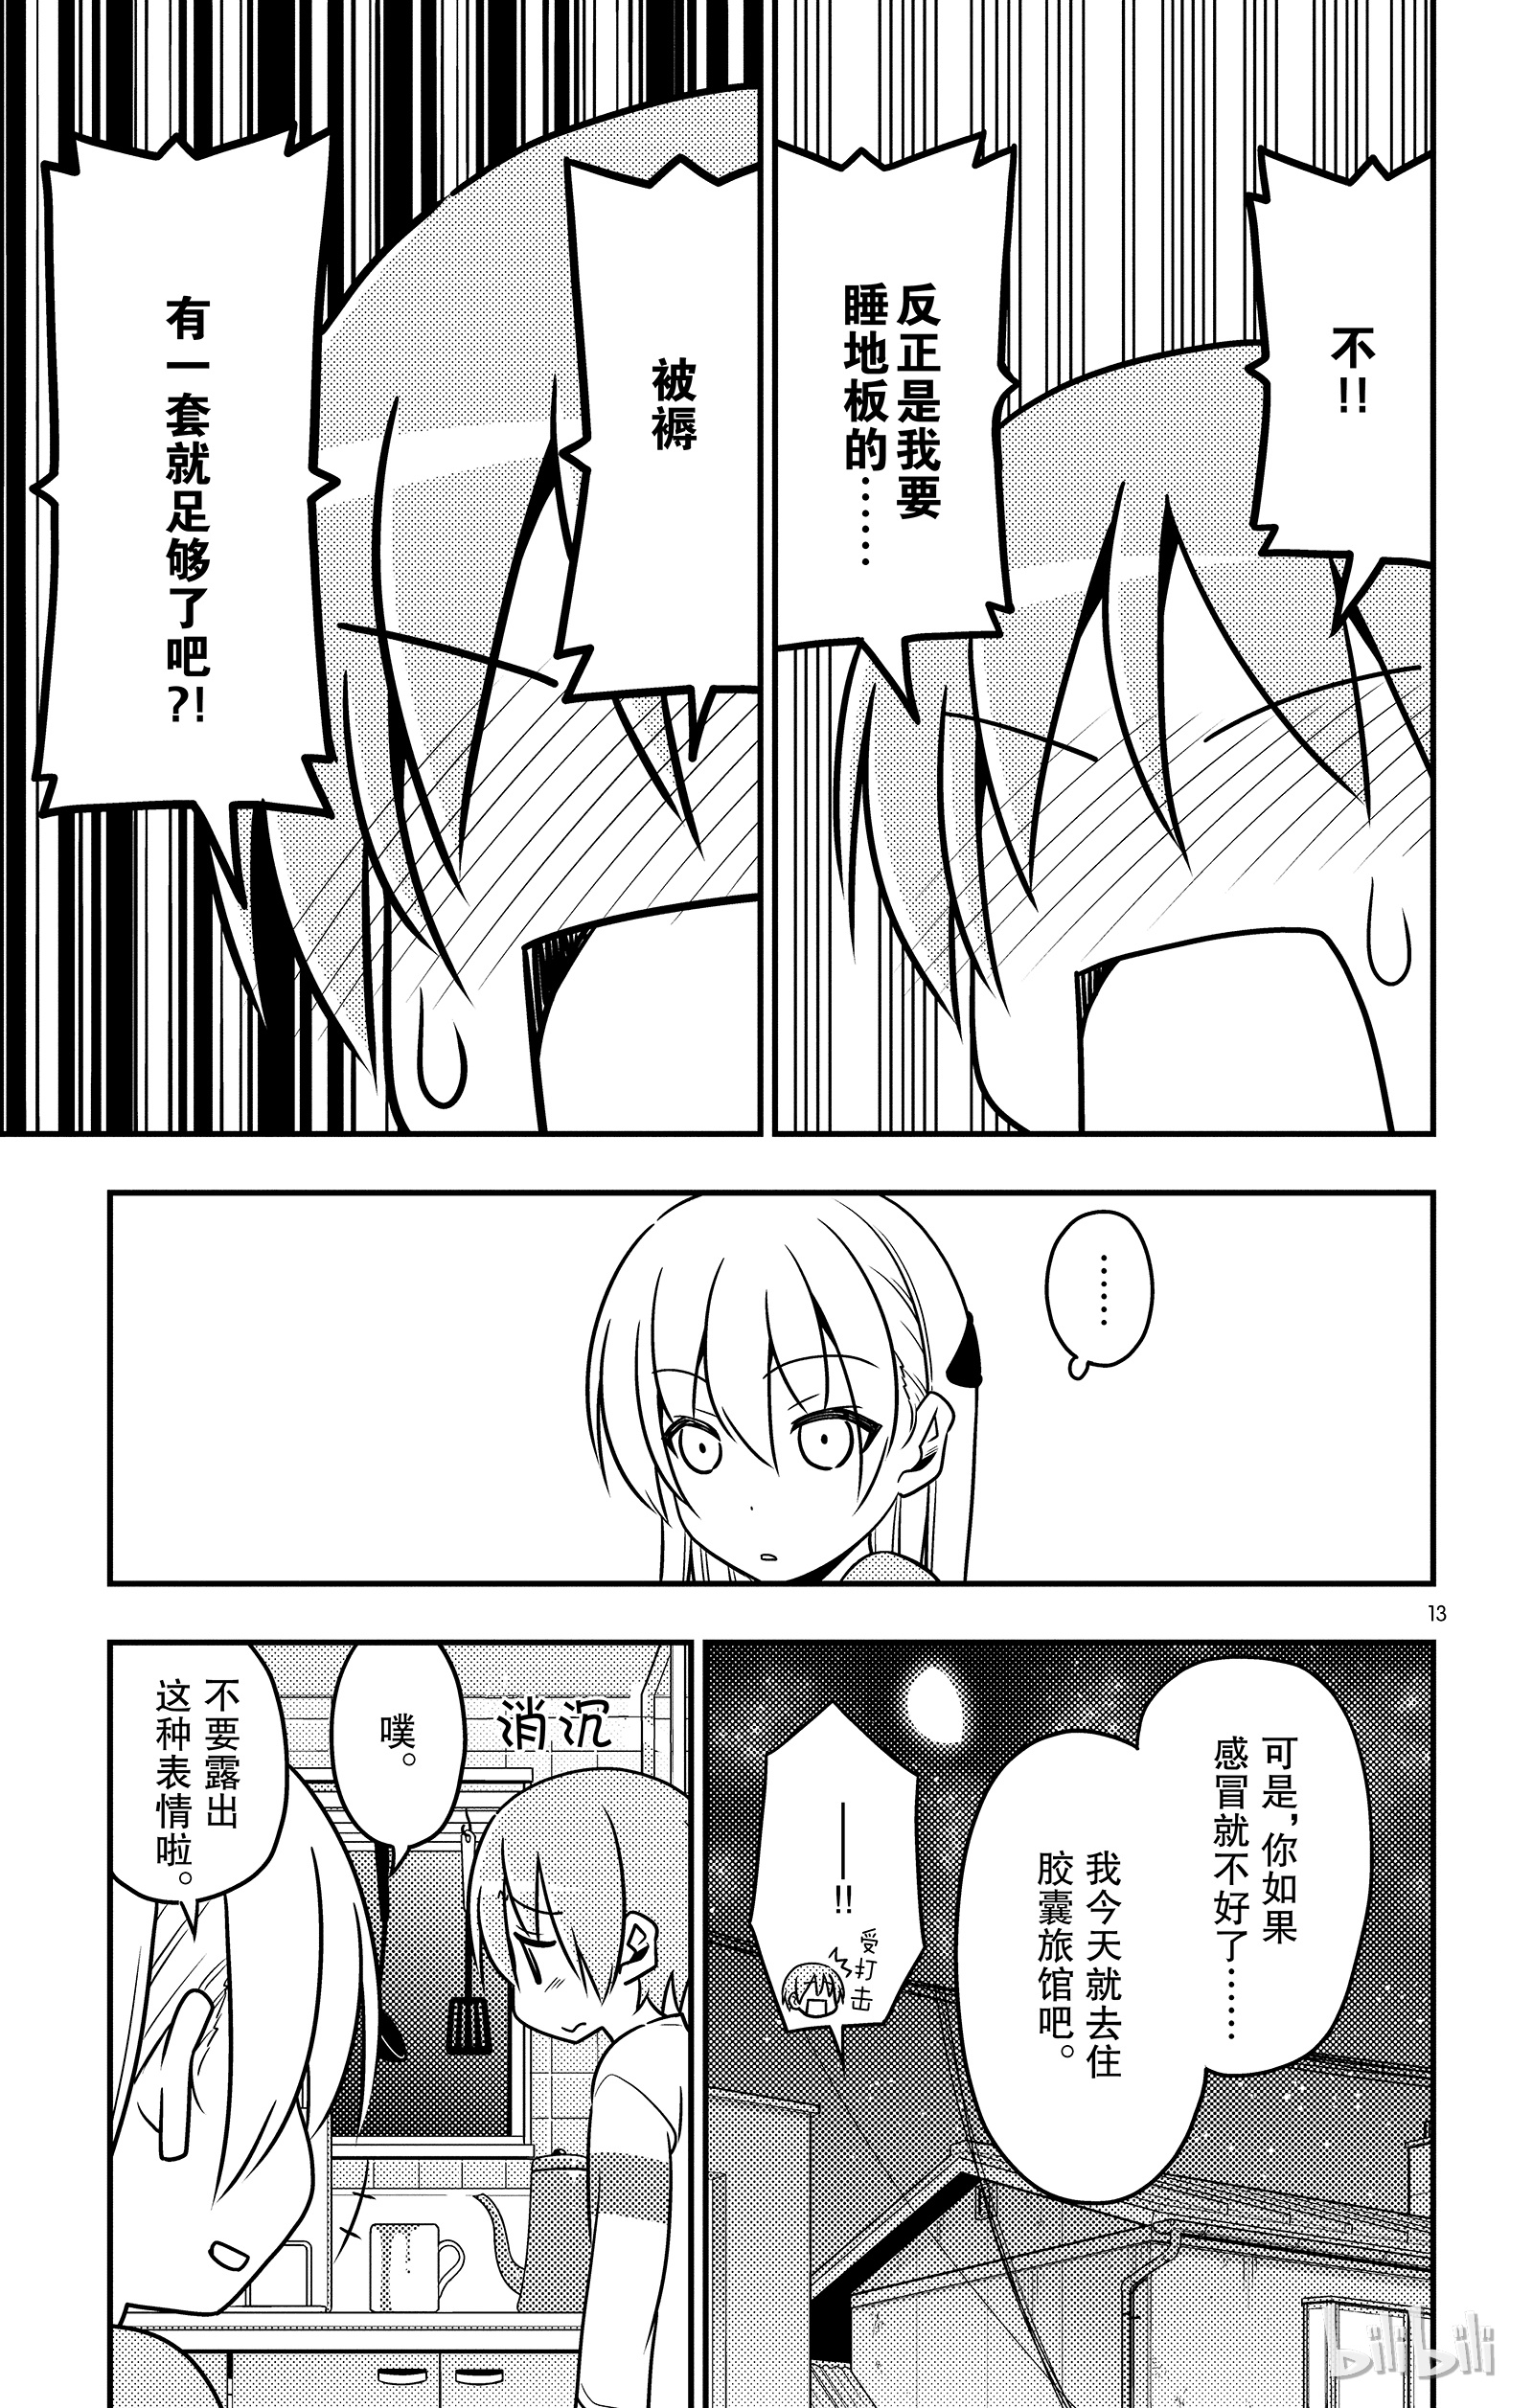 不!!
反正是我要
睡地板的……
被褥
有一套就足够了吧?!
……
13
可是，你如果
感冒就不好了……
我今天就去住
胶囊旅馆吧。
——!!
受打击
消沉
噗。
不要露出
这种表情啦。
bilibili